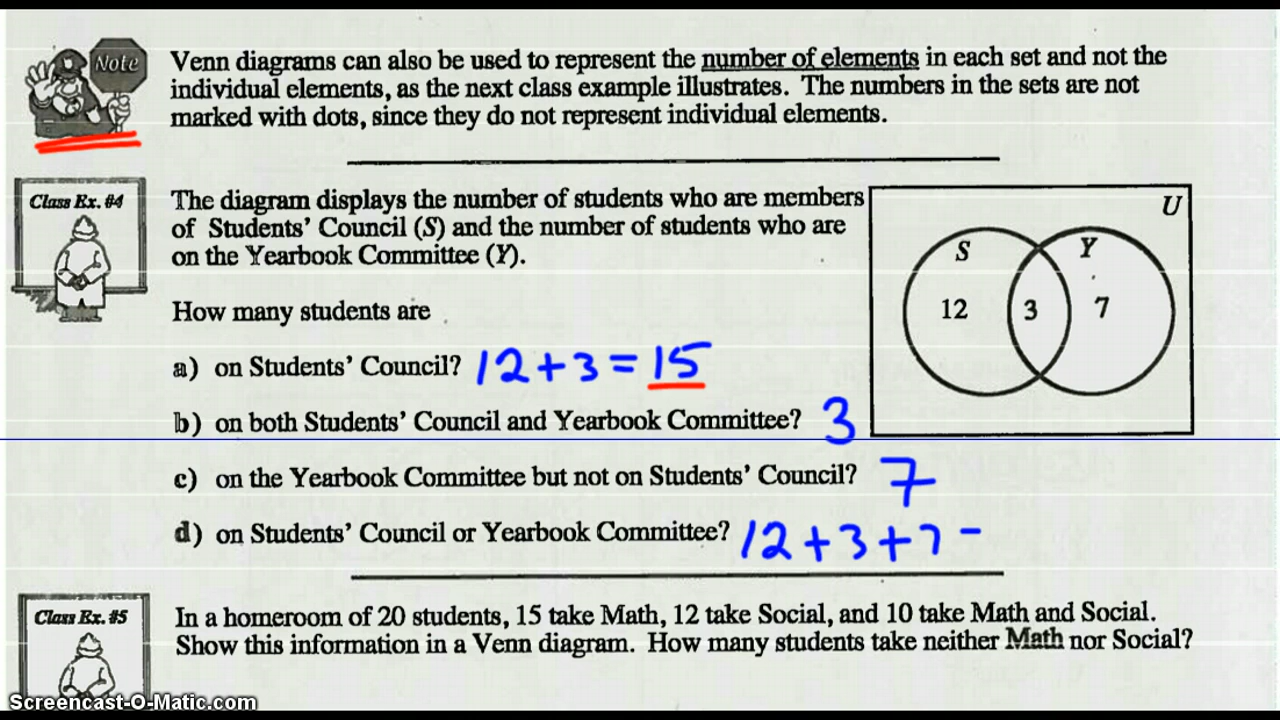 Note
Venn diagrams can also be used to represent the number of elements in each set and not the
individual elements, as the next class example illustrates. The numbers in the sets are not
marked with dots, since they do not represent individual elements.
Class Ex. #4
The diagram displays the number of students who are members
of Students' Council (S) and the number of students who are
on the Yearbook Committee (Y).
U
S
Y
12
3
7
How many students are
a) on Students' Council? 12 + 3 = 15
b) on both Students' Council and Yearbook Committee? 3
c) on the Yearbook Committee but not on Students' Council? 7
d) on Students' Council or Yearbook Committee? 12 + 3 + 7 -
Class Ex. #5
In a homeroom of 20 students, 15 take Math, 12 take Social, and 10 take Math and Social.
Show this information in a Venn diagram. How many students take neither Math nor Social?
Screencast-O-Matic.com